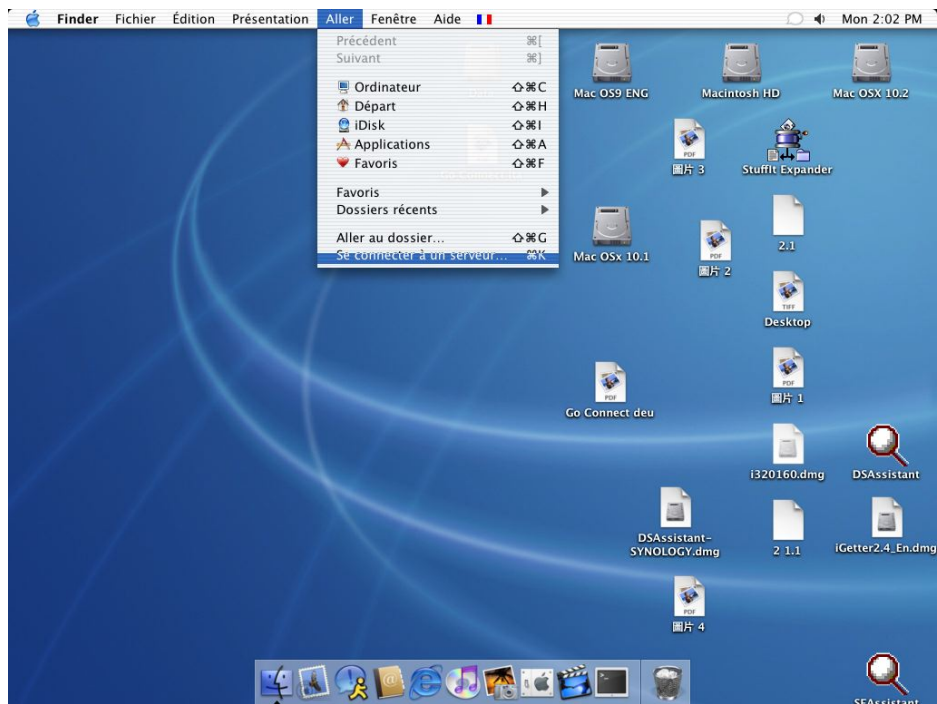 Finder Fichier Édition Présentation Aller Fenêtre Aide Mon 2:02 PM
Précédent ⌘[
Suivant ⌘]
Ordinateur ⇧⌘C
Départ ⇧⌘H
iDisk ⇧⌘I
Applications ⇧⌘A
Favoris ⇧⌘F
Favoris
Dossiers récents
Aller au dossier... ⇧⌘G
Se connecter à un serveur... ⌘K
Mac OS9 ENG
Macintosh HD
Mac OSX 10.2
PDF
圖片 3
StuffIt Expander
Mac OSx 10.1
PDF
圖片 2
2.1
TIFF
Desktop
PDF
Go Connect deu
PDF
圖片 1
i320160.dmg
DSAssistant
DSAssistant-
SYNOLOGY.dmg
2 1.1
iGetter2.4_En.dmg
PDF
圖片 4
SEAssistant